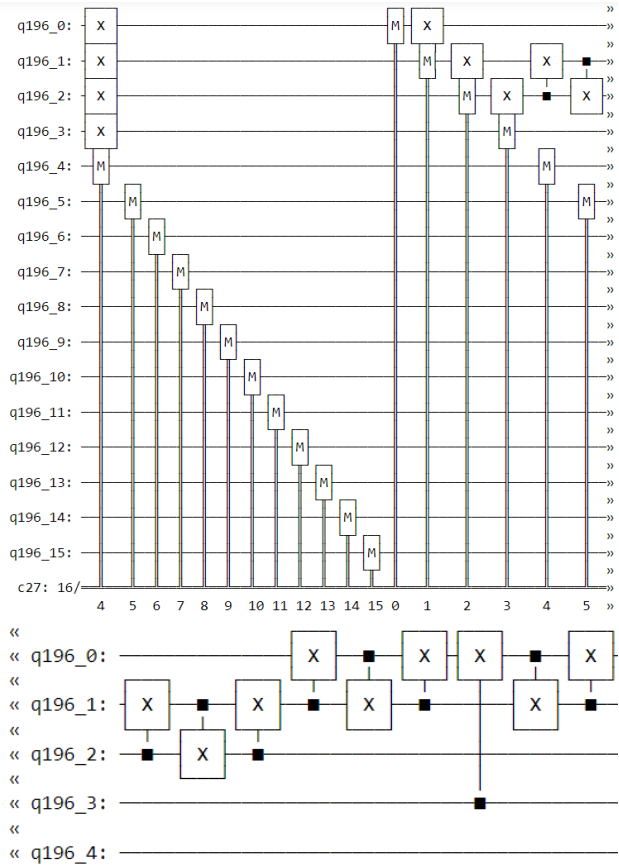 »
q196_0: X M X »
»
q196_1: X M X X ■ »
»
q196_2: X M X ■ X »
»
q196_3: X M »
»
q196_4: M M »
»
q196_5: M M »
»
q196_6: M »
»
q196_7: M »
»
q196_8: M »
»
q196_9: M »
»
q196_10: M »
»
q196_11: M »
»
q196_12: M »
»
q196_13: M »
»
q196_14: M »
»
q196_15: M »
»
c27: 16/ »
4 5 6 7 8 9 10 11 12 13 14 15 0 1 2 3 4 5 »
«
« q196_0: X ■ X X ■ X
«
« q196_1: X ■ X ■ X ■ X ■
«
« q196_2: ■ X ■
«
« q196_3: ■
«
« q196_4: